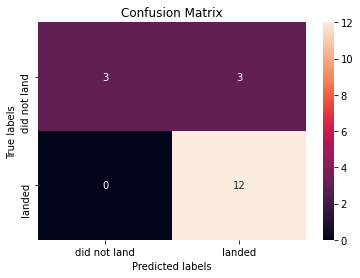 Confusion Matrix
True labels
did not land
landed
3
3
0
12
did not land
landed
Predicted labels
12
10
8
6
4
2
0